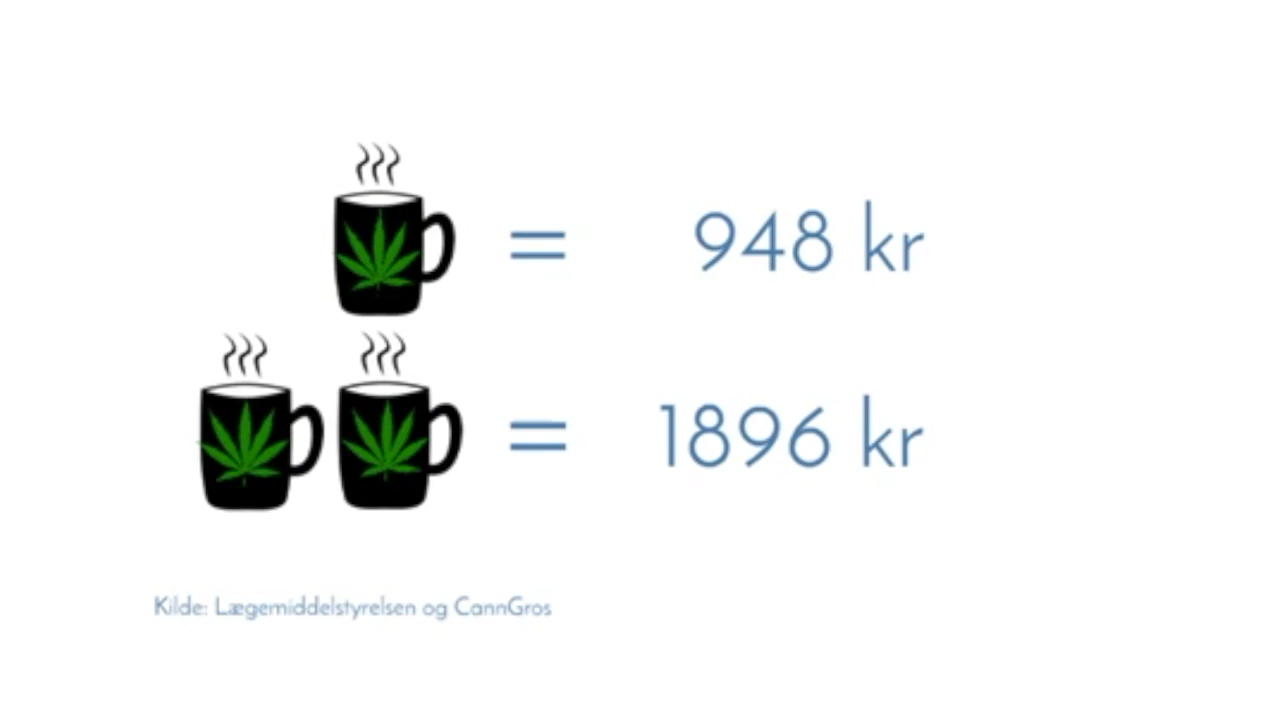 = 948 kr
= 1896 kr
Kilde: Lægemiddelstyrelsen og CannGros